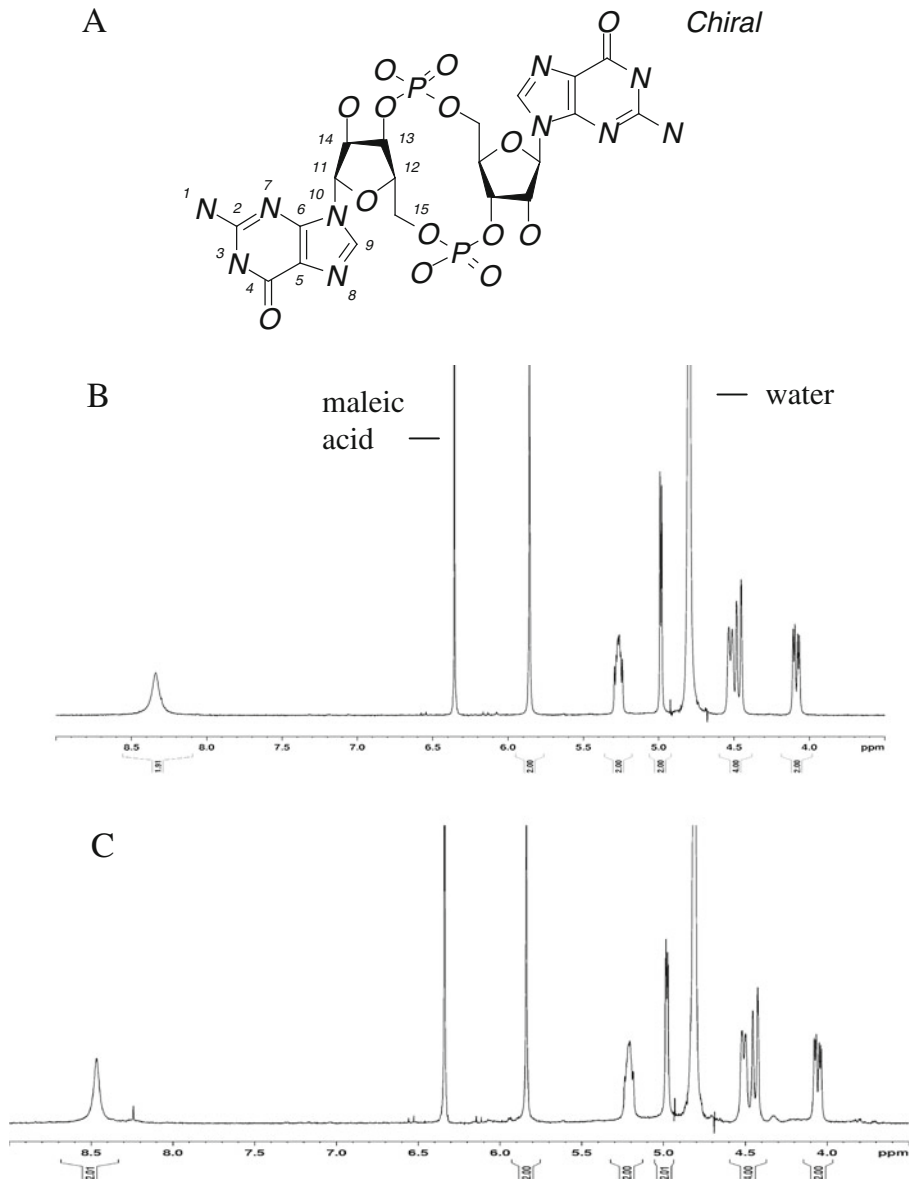 A
Chiral
O
O
O
P
O
O
N
N
O
O
N
N
N
14
13
O
11
12
1
7
10
O
15
N
2
N
6
N
O
O
O
3
9
P
N
5
N
O
O
4
8
O
B
maleic
acid
water
8.5 8.0 7.5 7.0 6.5 6.0 5.5 5.0 4.5 4.0 ppm
1.91 2.00 2.00 2.00 4.00 2.00
C
8.5 8.0 7.5 7.0 6.5 6.0 5.5 5.0 4.5 4.0 ppm
2.01 2.00 2.00 2.01 4.00 2.00